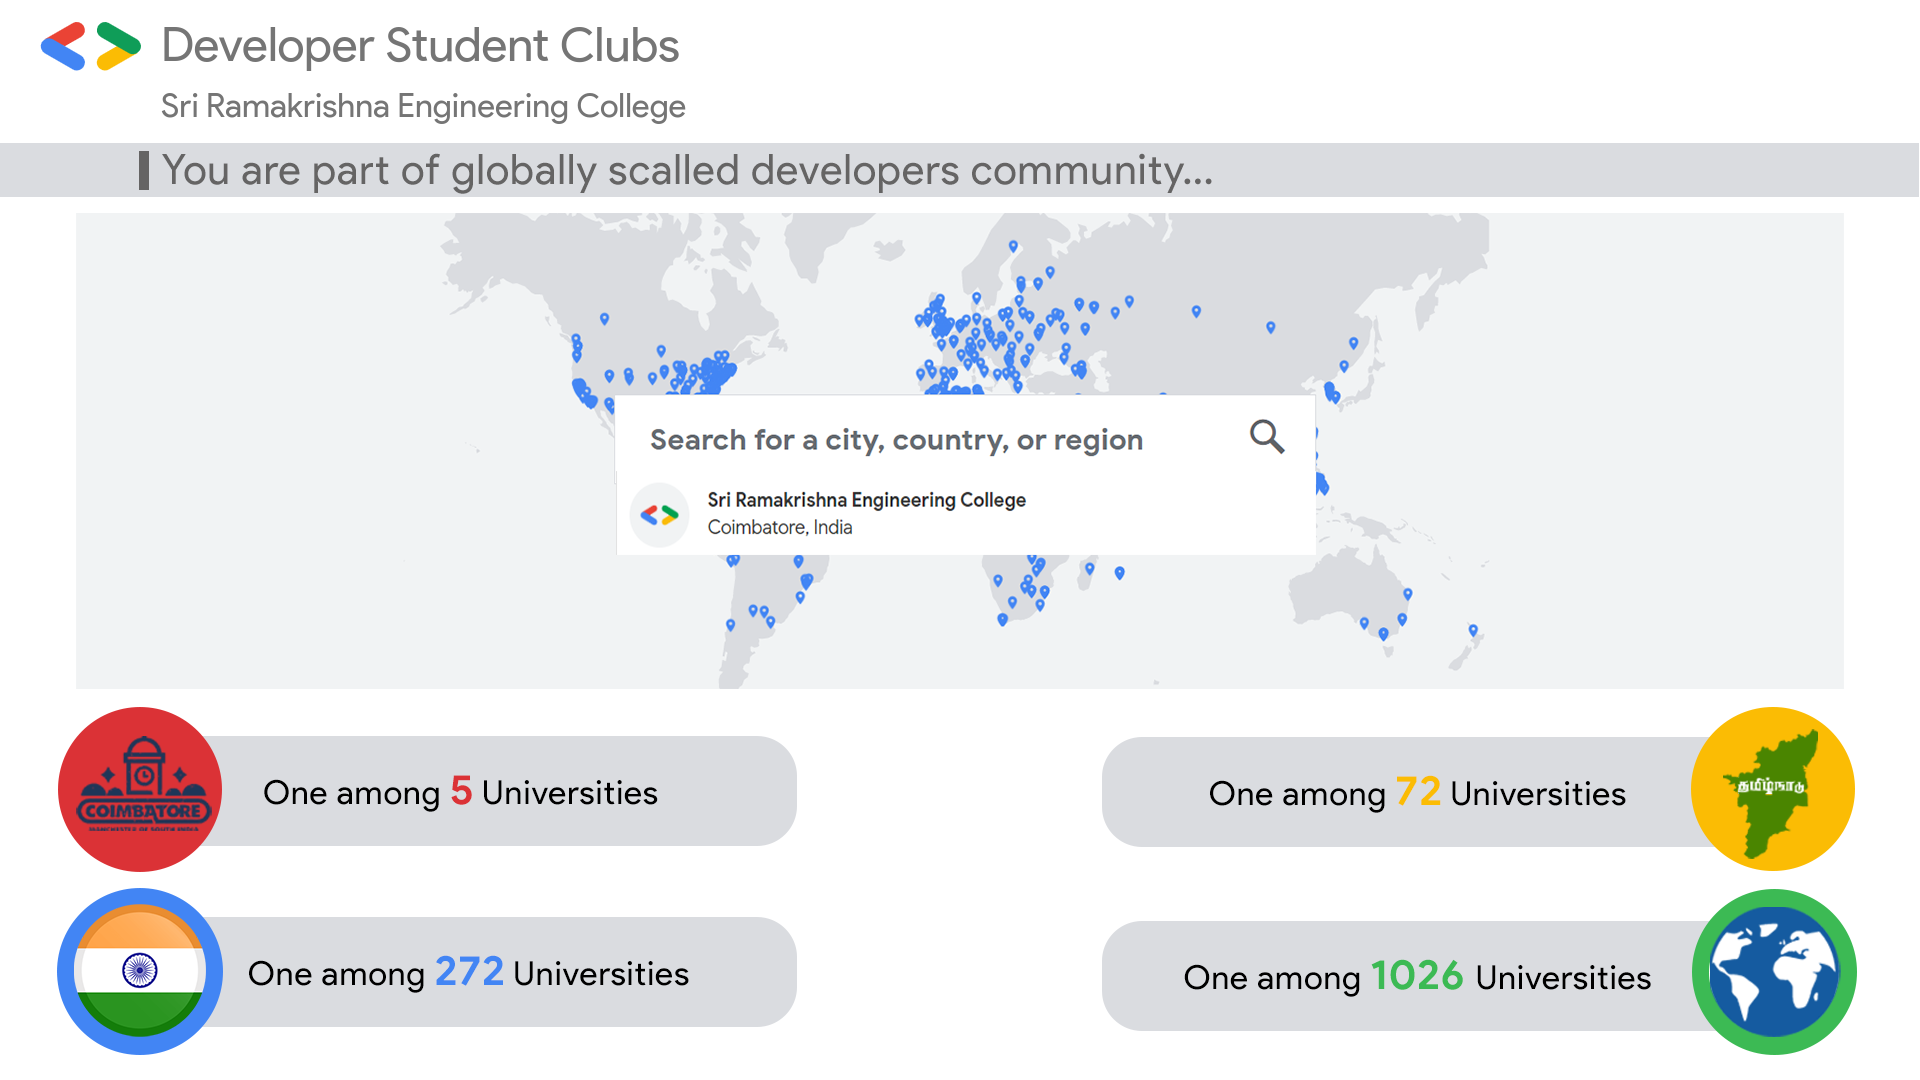 Developer Student Clubs
Sri Ramakrishna Engineering College
You are part of globally scalled developers community...
Search for a city, country, or region
Sri Ramakrishna Engineering College
Coimbatore, India
COIMBATORE
MANCHESTER OF SOUTH INDIA
One among 5 Universities
One among 72 Universities
தமிழ்நாடு
One among 272 Universities
One among 1026 Universities